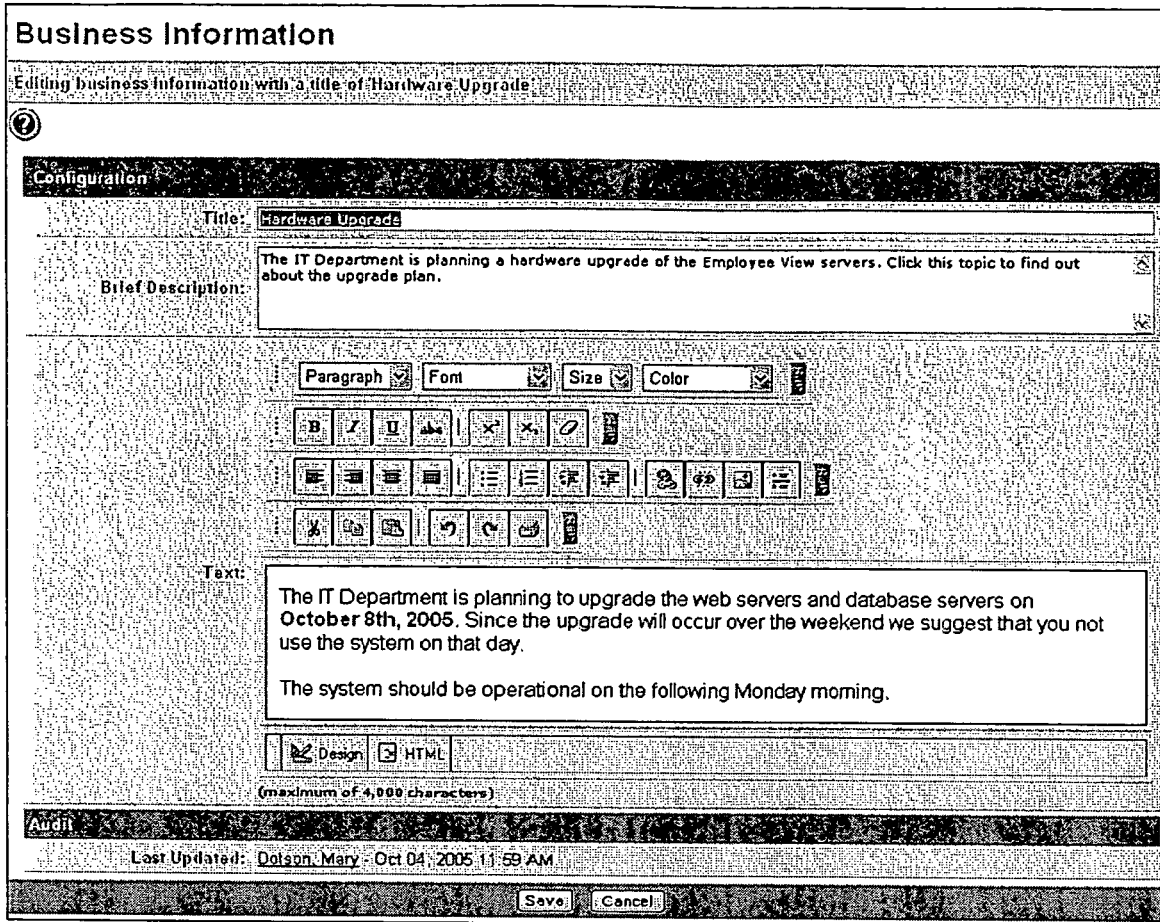 Business Information
Editing business information with a title of 'Hardware Upgrade'
?
Configuration
Title: Hardware Upgrade
Brief Description: The IT Department is planning a hardware upgrade of the Employee View servers. Click this topic to find out
about the upgrade plan.
Paragraph Font Size Color
B I U abc x² x₂
Text:
The IT Department is planning to upgrade the web servers and database servers on
October 8th, 2005. Since the upgrade will occur over the weekend we suggest that you not
use the system on that day.
The system should be operational on the following Monday morning.
Design HTML
(maximum of 4,000 characters)
Audit
Last Updated: Dotson, Mary - Oct 04, 2005 11:59 AM
Save Cancel